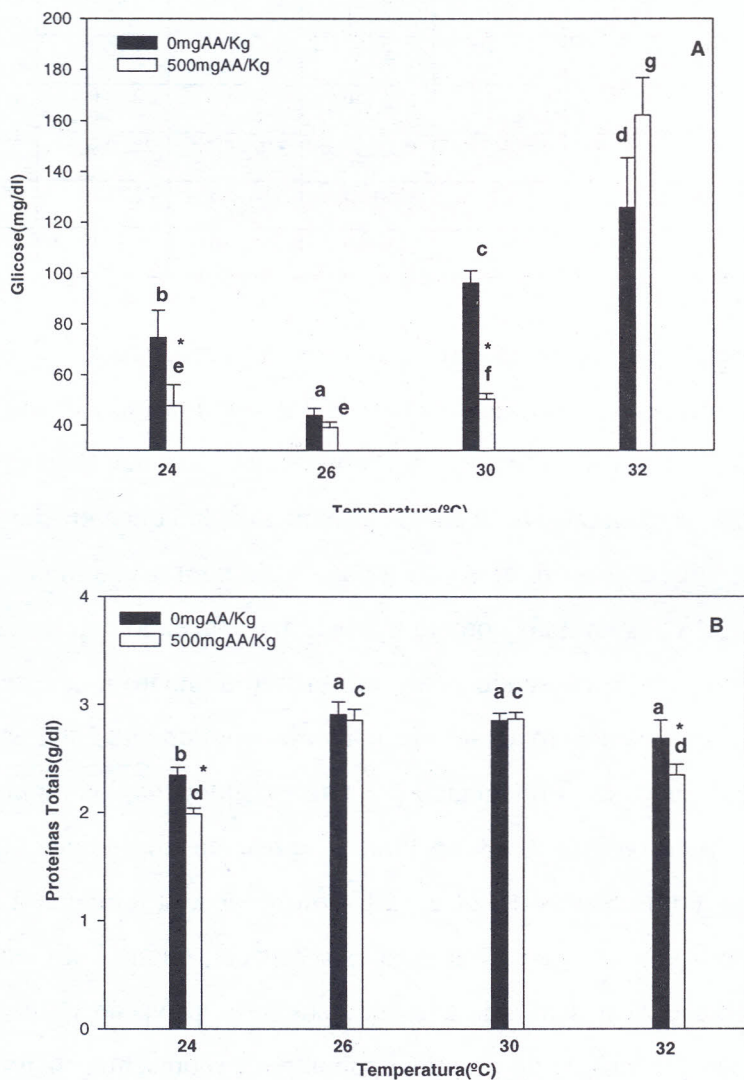 200
0mgAA/Kg
A
500mgAA/Kg
g
180
160
d
140
120
c
100
b
80
*
*
e
f
60
a
e
40
Glicose(mg/dl)
24
26
30
32
Temperatura(ºC)
4
0mgAA/Kg
B
500mgAA/Kg
a
c
a c
a
3
*
b
*
d
d
2
1
0
Proteínas Totais(g/dl)
24
26
30
32
Temperatura(ºC)